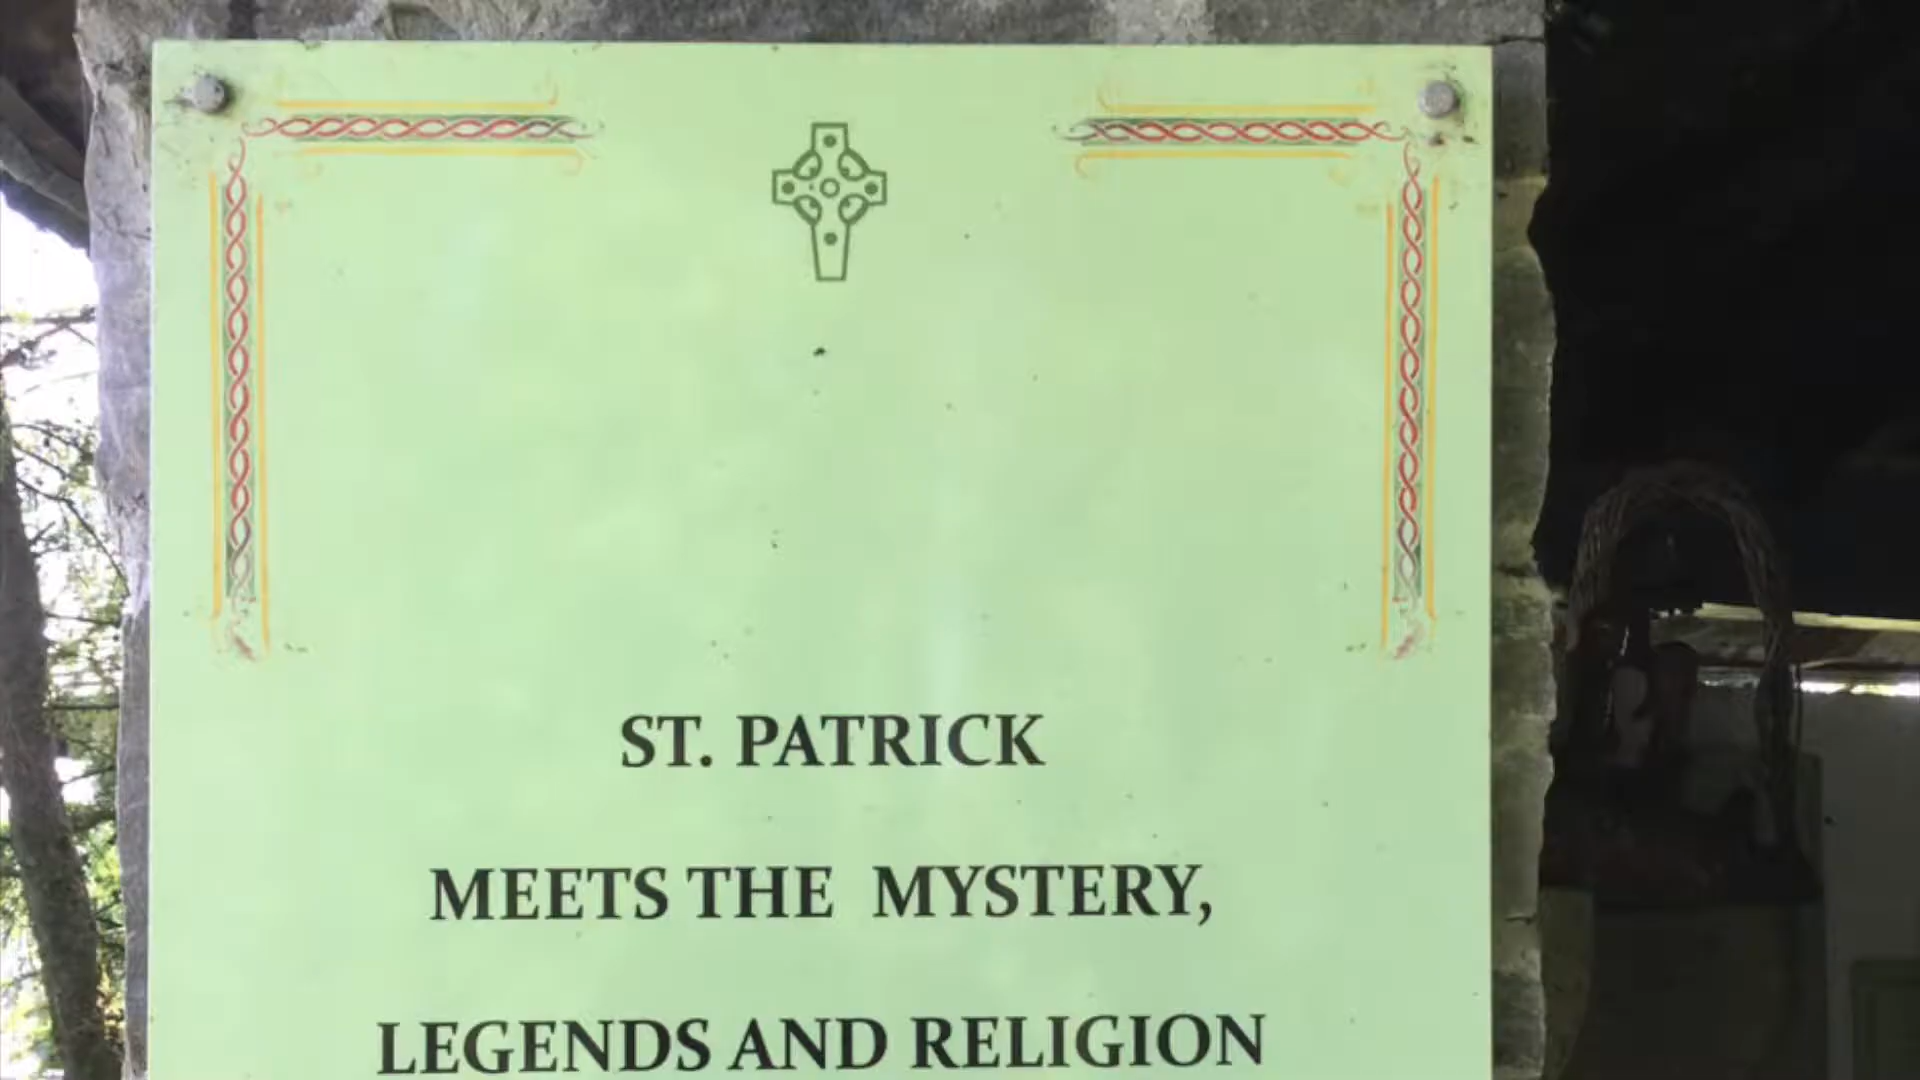 ST. PATRICK
MEETS THE MYSTERY,
LEGENDS AND RELIGION